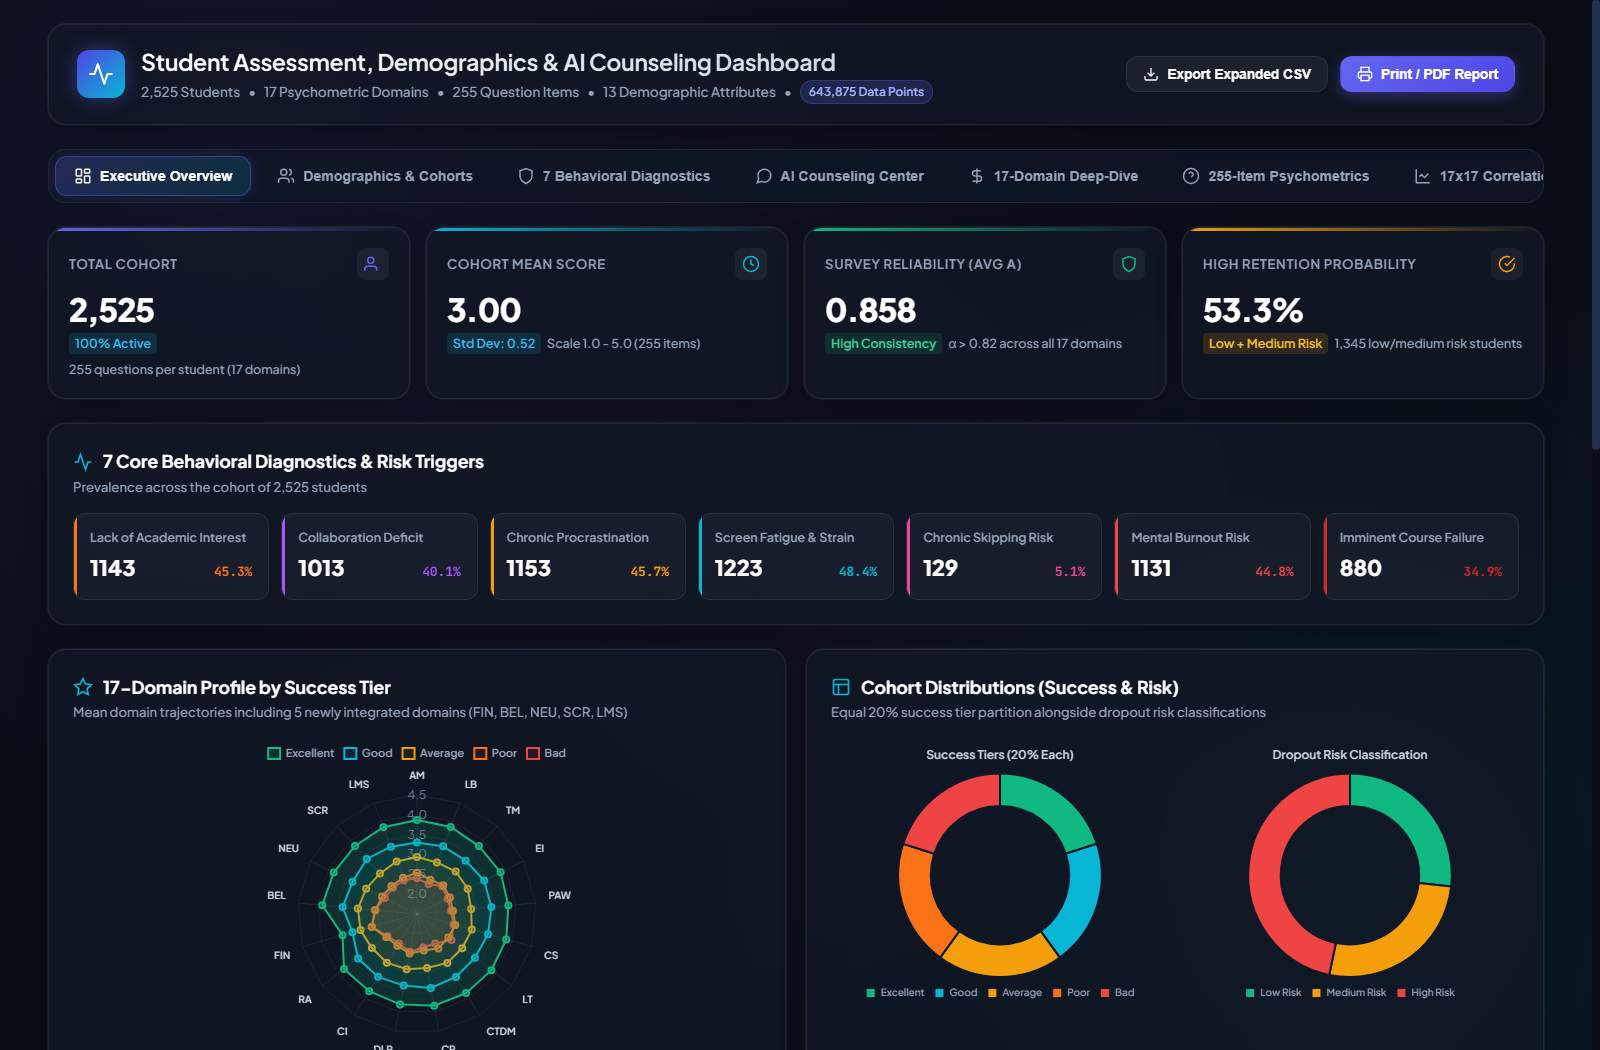 Student Assessment, Demographics & AI Counseling Dashboard
2,525 Students • 17 Psychometric Domains • 255 Question Items • 13 Demographic Attributes • 643,875 Data Points
Export Expanded CSV
Print / PDF Report
Executive Overview
Demographics & Cohorts
7 Behavioral Diagnostics
AI Counseling Center
17-Domain Deep-Dive
255-Item Psychometrics
17x17 Correlatio
TOTAL COHORT
2,525
100% Active
255 questions per student (17 domains)
COHORT MEAN SCORE
3.00
Std Dev: 0.52 Scale 1.0 - 5.0 (255 items)
SURVEY RELIABILITY (AVG Α)
0.858
High Consistency α > 0.82 across all 17 domains
HIGH RETENTION PROBABILITY
53.3%
Low + Medium Risk 1,345 low/medium risk students
7 Core Behavioral Diagnostics & Risk Triggers
Prevalence across the cohort of 2,525 students
Lack of Academic Interest
1143 45.3%
Collaboration Deficit
1013 40.1%
Chronic Procrastination
1153 45.7%
Screen Fatigue & Strain
1223 48.4%
Chronic Skipping Risk
129 5.1%
Mental Burnout Risk
1131 44.8%
Imminent Course Failure
880 34.9%
17-Domain Profile by Success Tier
Mean domain trajectories including 5 newly integrated domains (FIN, BEL, NEU, SCR, LMS)
Excellent Good Average Poor Bad
AM
LMS LB
4.5
SCR TM
4.0
3.5
NEU EI
3.0
BEL PAW
2.0
FIN CS
RA LT
CI CTDM
DLR CR
Cohort Distributions (Success & Risk)
Equal 20% success tier partition alongside dropout risk classifications
Success Tiers (20% Each)
Excellent Good Average Poor Bad
Dropout Risk Classification
Low Risk Medium Risk High Risk